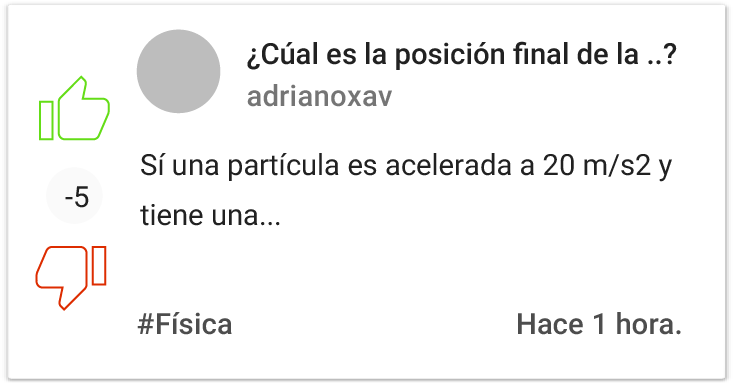 ¿Cúal es la posición final de la ..?
adrianoxav
Sí una partícula es acelerada a 20 m/s2 y
-5
tiene una...
#Física
Hace 1 hora.